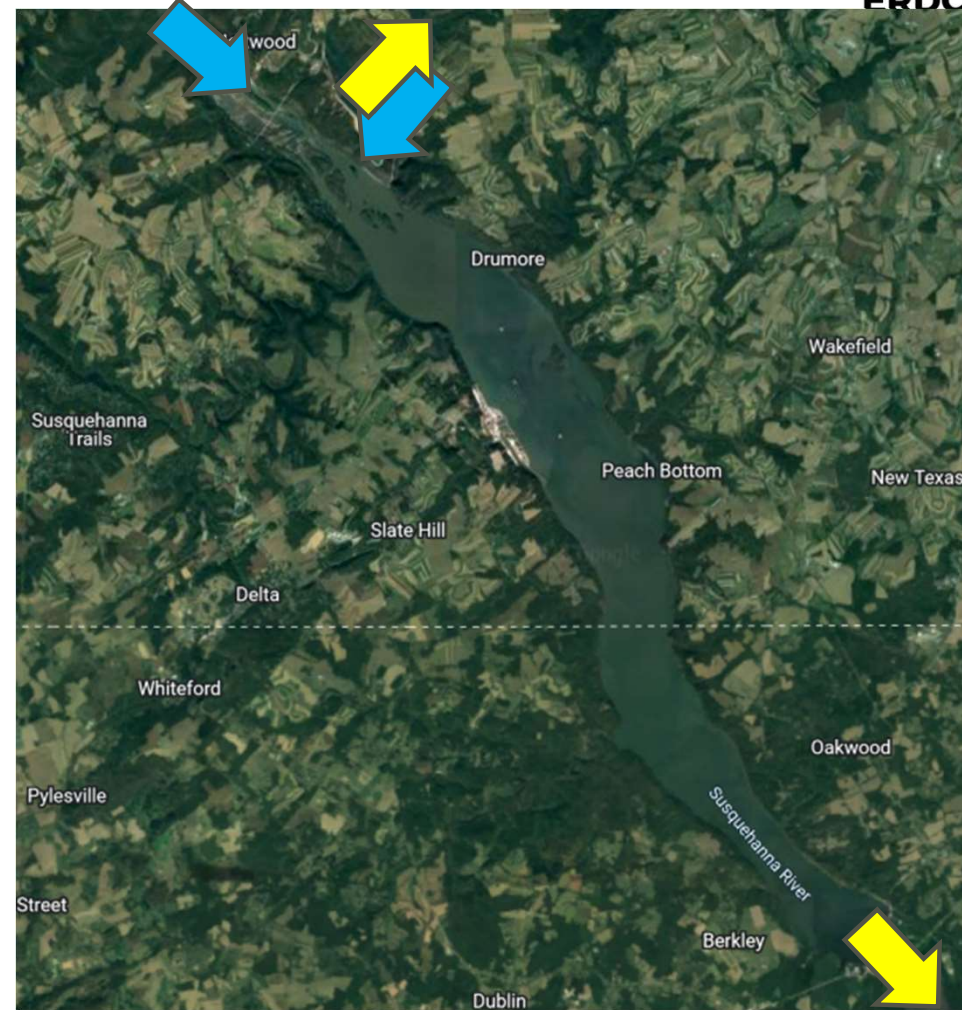 Drumore
Wakefield
Susquehanna
Trails
Peach Bottom
New Texas
Slate Hill
Delta
Whiteford
Oakwood
Pylesville
Susquehanna River
Street
Berkley
Dublin